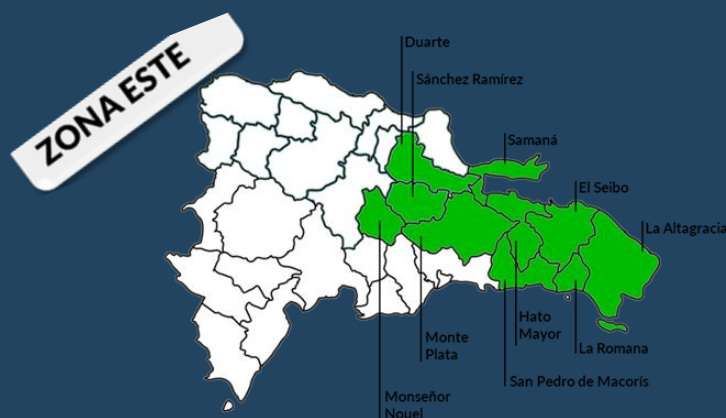 ZONA ESTE
Duarte
Sánchez Ramírez
Samaná
El Seibo
La Altagracia
Hato
Mayor
Monte
Plata
La Romana
San Pedro de Macorís
Monseñor
Nouel